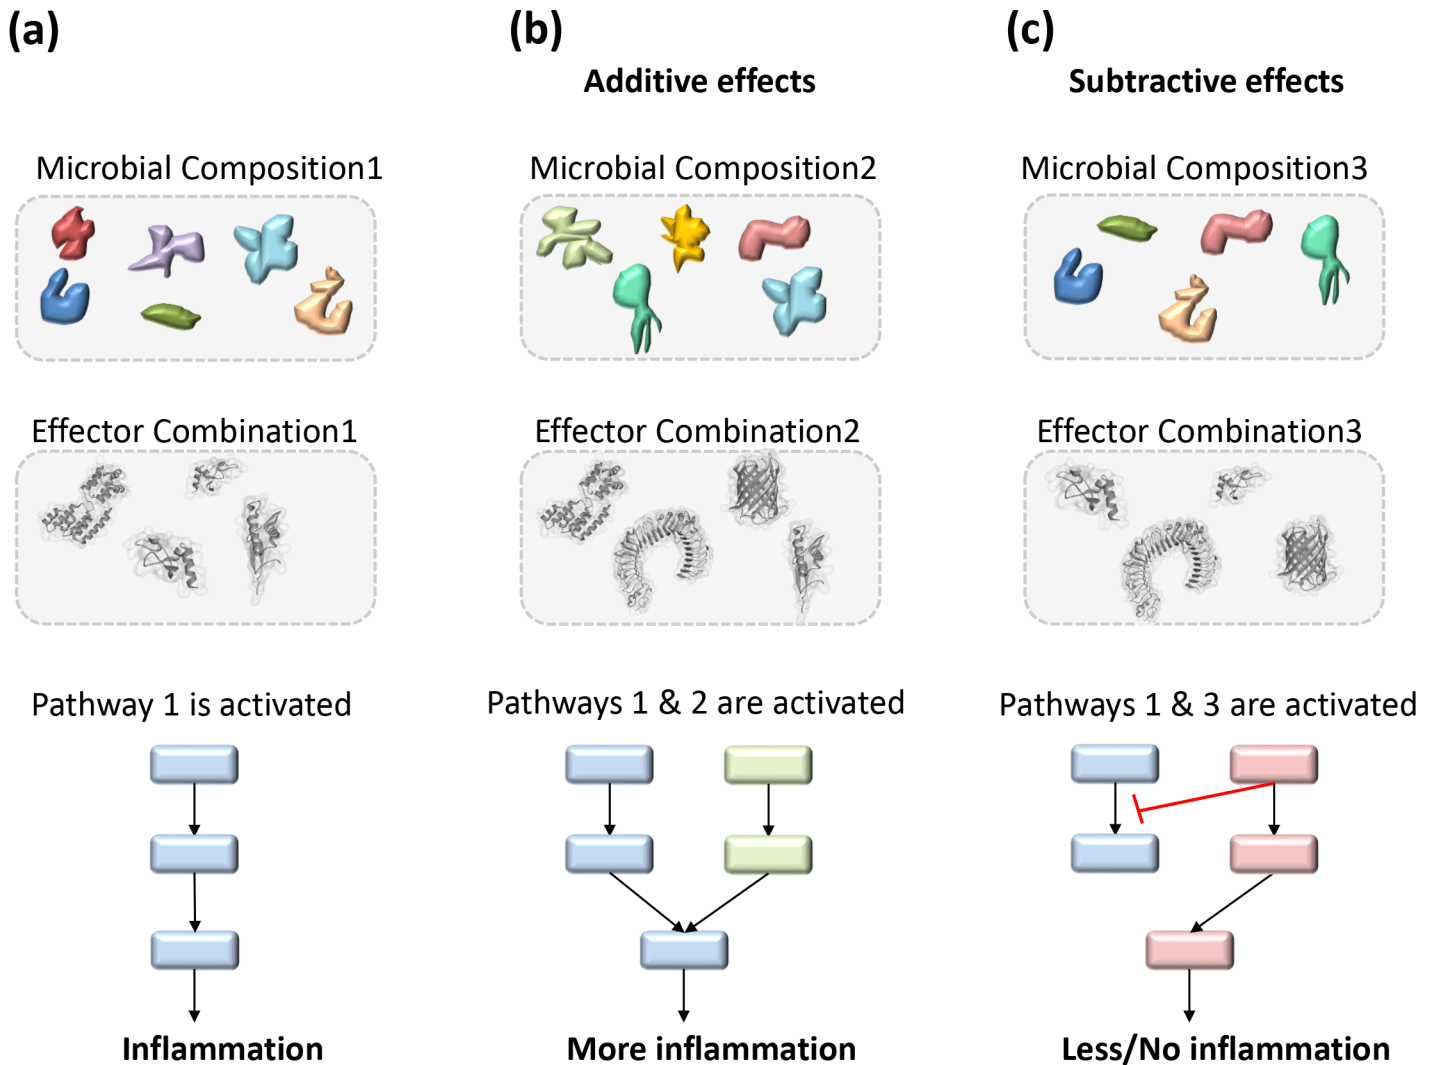 (a)
(b)
(c)
Additive effects
Subtractive effects
Microbial Composition1
Microbial Composition2
Microbial Composition3
Effector Combination1
Effector Combination2
Effector Combination3
Pathway 1 is activated
Pathways 1 & 2 are activated
Pathways 1 & 3 are activated
Inflammation
More inflammation
Less/No inflammation